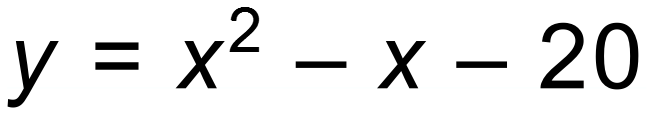 y = x² – x – 20